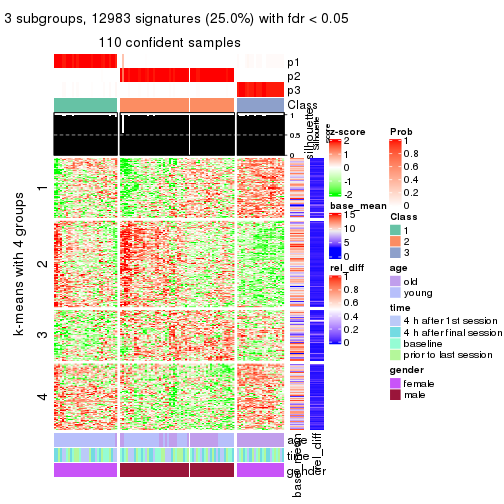 3 subgroups, 12983 signatures (25.0%) with fdr < 0.05
110 confident samples
p1
p2
p3
Class
1
0.5
0
silhouette
Silhouette
score
k-means with 4 groups
1
2
3
4
age
time
gender
base_mean
rel_diff
z-score
2
1
0
-1
-2
base_mean
15
10
5
0
rel_diff
1
0.8
0.6
0.4
0.2
0
Prob
1
0.8
0.6
0.4
0.2
0
Class
1
2
3
age
old
young
time
4 h after 1st session
4 h after final session
baseline
prior to last session
gender
female
male